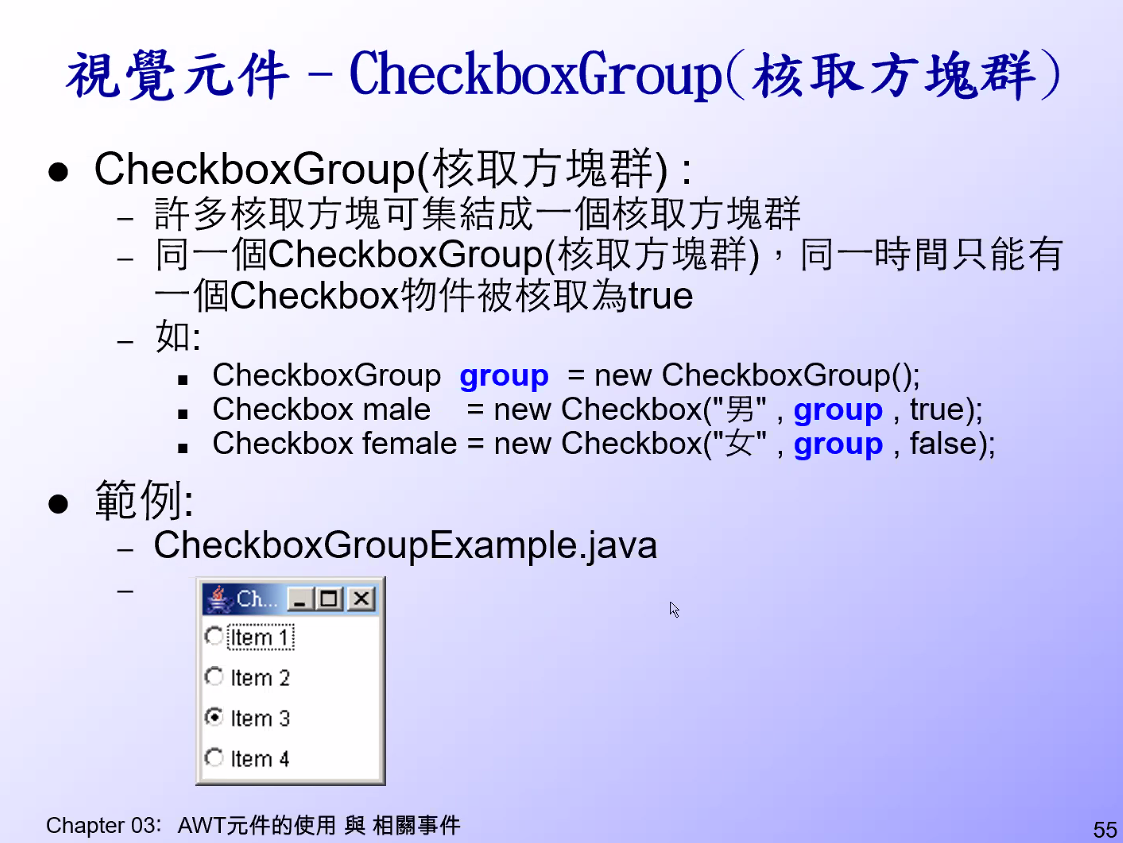 視覺元件 – CheckboxGroup(核取方塊群)
● CheckboxGroup(核取方塊群) :
– 許多核取方塊可集結成一個核取方塊群
– 同一個CheckboxGroup(核取方塊群)，同一時間只能有
一個Checkbox物件被核取為true
– 如:
■ CheckboxGroup group = new CheckboxGroup();
■ Checkbox male = new Checkbox("男" , group , true);
■ Checkbox female = new Checkbox("女" , group , false);
● 範例:
– CheckboxGroupExample.java
–
Ch...
Item 1
Item 2
Item 3
Item 4
Chapter 03: AWT元件的使用 與 相關事件
55